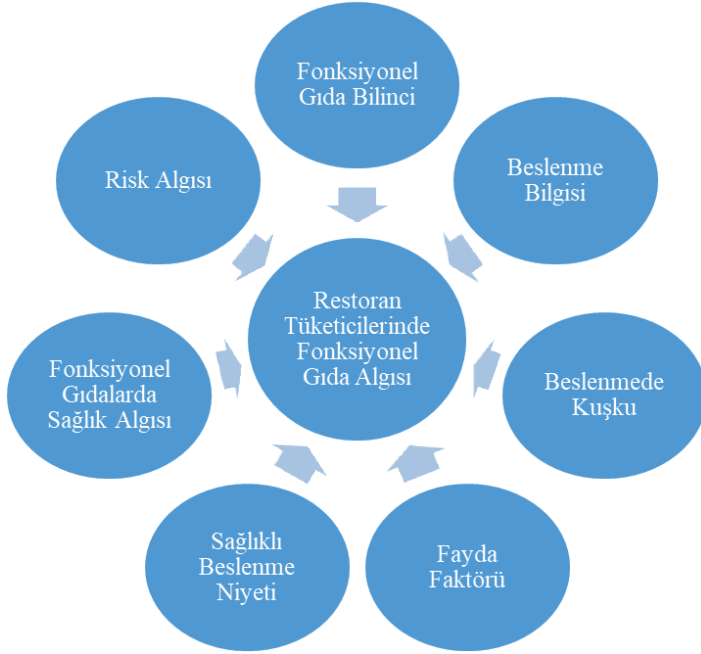 Fonksiyonel
Gıda Bilinci
Risk Algısı
Beslenme
Bilgisi
Restoran
Tüketicilerinde
Fonksiyonel
Gıda Algısı
Fonksiyonel
Gıdalarda
Sağlık Algısı
Beslenmede
Kuşku
Sağlıklı
Beslenme
Niyeti
Fayda
Faktörü